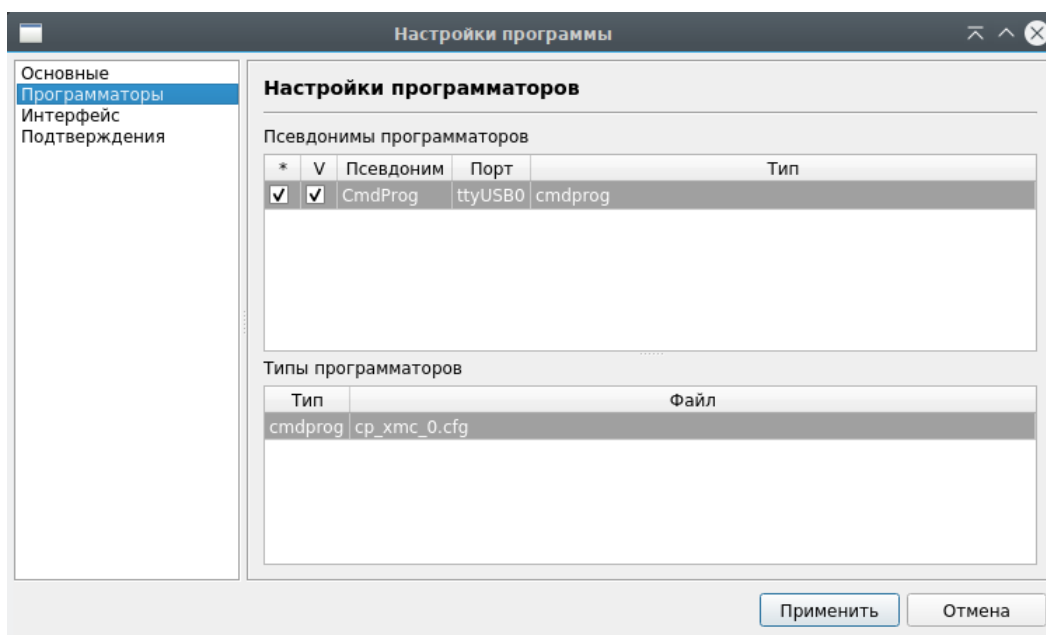 Настройки программы
Основные
Программаторы
Интерфейс
Подтверждения
Настройки программаторов
Псевдонимы программаторов
* V Псевдоним Порт Тип
CmdProg ttyUSB0 cmdprog
Типы программаторов
Тип Файл
cmdprog cp_xmc_0.cfg
Применить Отмена